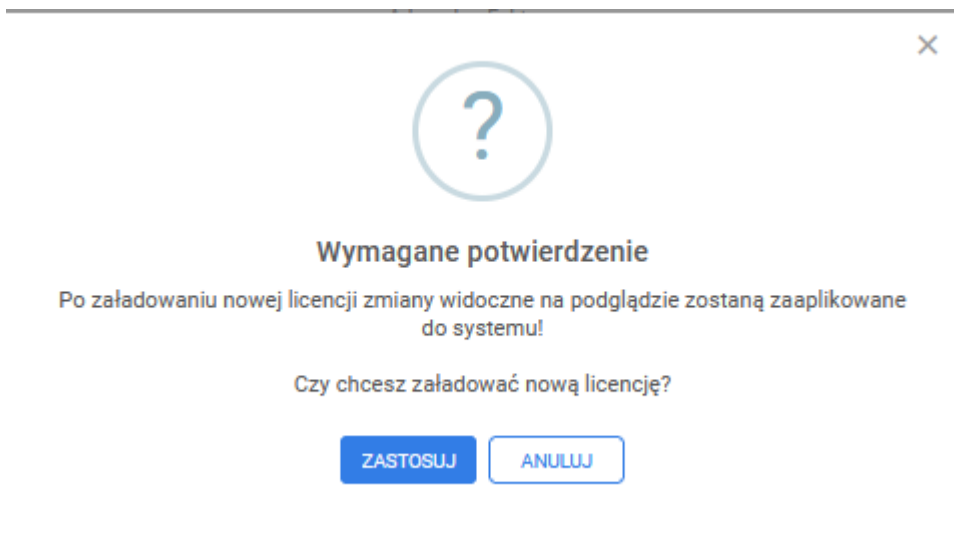 ?
Wymagane potwierdzenie
Po załadowaniu nowej licencji zmiany widoczne na podglądzie zostaną zaaplikowane
do systemu!
Czy chcesz załadować nową licencję?
ZASTOSUJ ANULUJ